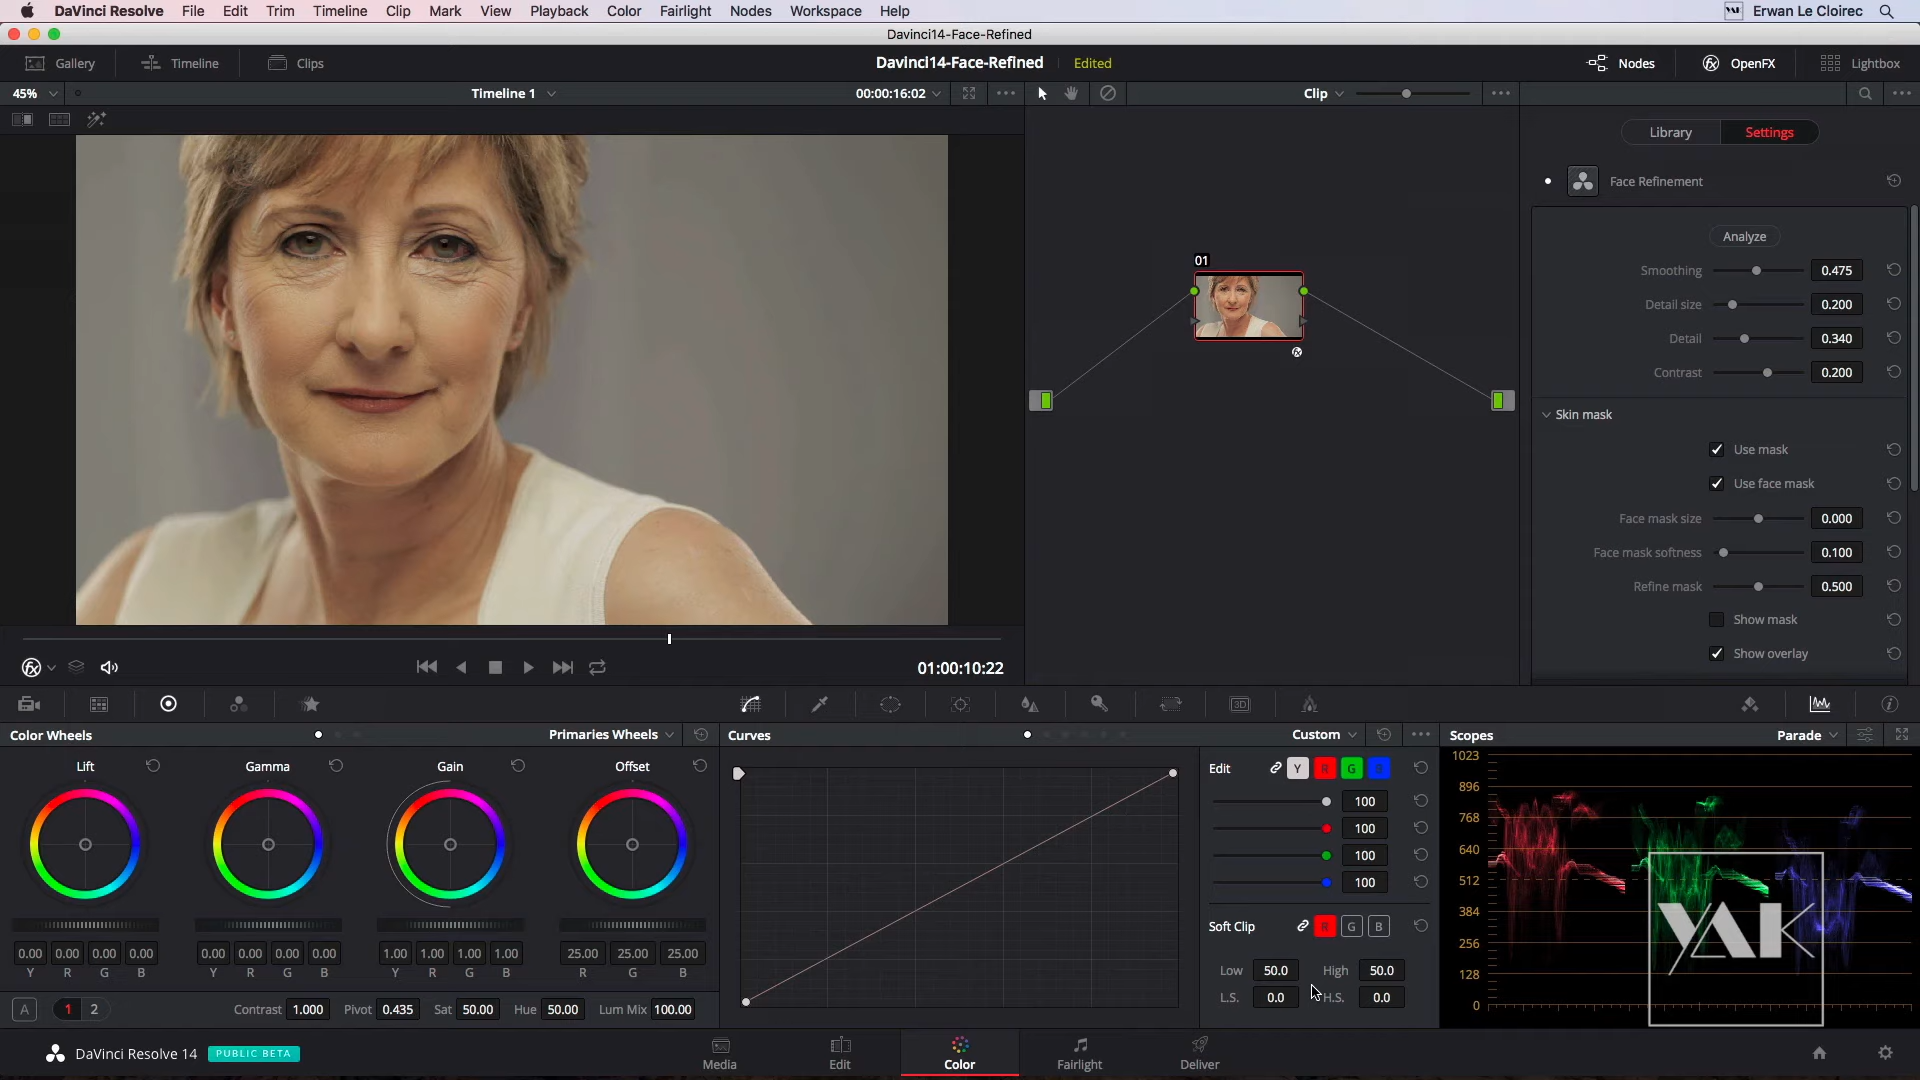 DaVinci Resolve File Edit Trim Timeline Clip Mark View Playback Color Fairlight Nodes Workspace Help Erwan Le Cloirec
Davinci14-Face-Refined
Gallery Timeline Clips Davinci14-Face-Refined Edited Nodes OpenFX Lightbox
45% Timeline 1 00:00:16:02 Clip
Library Settings
Face Refinement
Analyze
Smoothing 0.475
Detail size 0.200
Detail 0.340
Contrast 0.200
Skin mask
Use mask
Use face mask
Face mask size 0.000
Face mask softness 0.100
Refine mask 0.500
Show mask
Show overlay
01
01:00:10:22
3D
Color Wheels Primaries Wheels Curves Custom Scopes Parade
Lift Gamma Gain Offset
0.00 0.00 0.00 0.00 0.00 0.00 0.00 0.00 1.00 1.00 1.00 1.00 25.00 25.00 25.00
Y R G B Y R G B Y R G B R G B
A 1 2 Contrast 1.000 Pivot 0.435 Sat 50.00 Hue 50.00 Lum Mix 100.00
Edit Y R G B
100
100
100
100
Soft Clip R G B
Low 50.0 High 50.0
L.S. 0.0 H.S. 0.0
1023
896
768
640
512
384
256
128
0
YAK
DaVinci Resolve 14 PUBLIC BETA Media Edit Color Fairlight Deliver